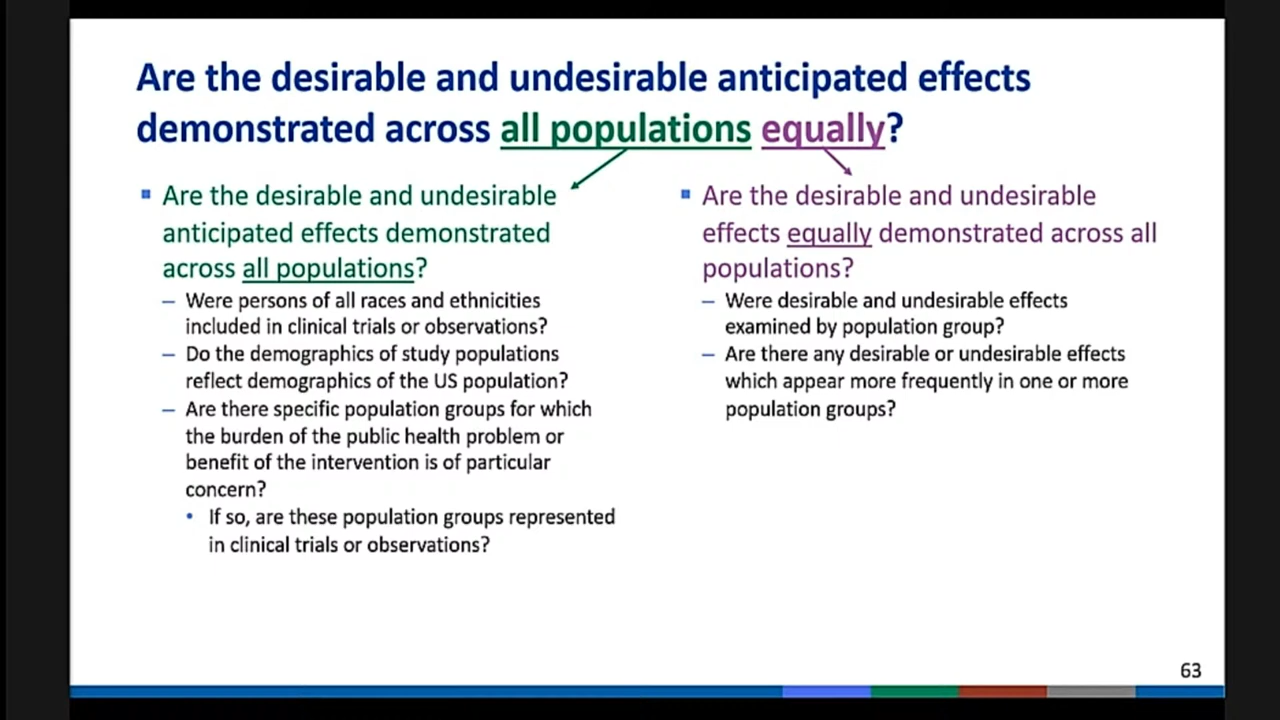 Are the desirable and undesirable anticipated effects
demonstrated across all populations equally?
Are the desirable and undesirable
anticipated effects demonstrated
across all populations?
– Were persons of all races and ethnicities
included in clinical trials or observations?
– Do the demographics of study populations
reflect demographics of the US population?
– Are there specific population groups for which
the burden of the public health problem or
benefit of the intervention is of particular
concern?
• If so, are these population groups represented
in clinical trials or observations?
Are the desirable and undesirable
effects equally demonstrated across all
populations?
– Were desirable and undesirable effects
examined by population group?
– Are there any desirable or undesirable effects
which appear more frequently in one or more
population groups?
63